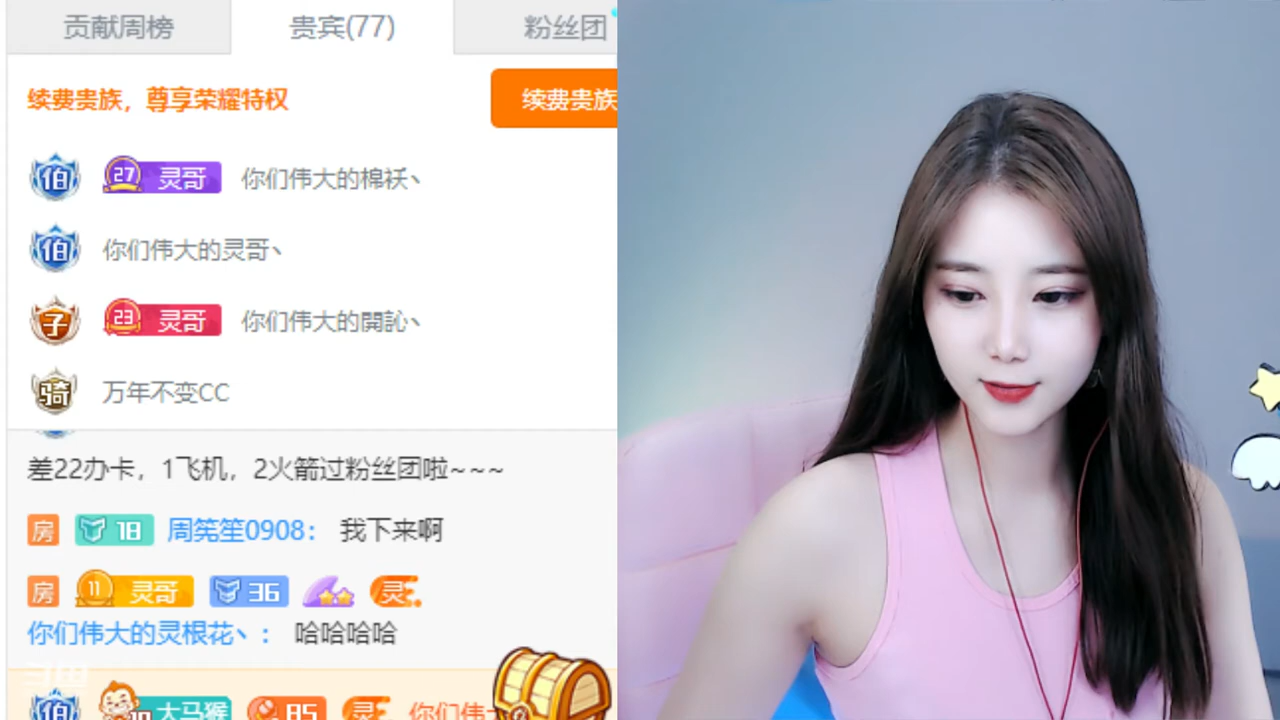 贡献周榜 贵宾(77) 粉丝团
续费贵族，尊享荣耀特权 续费贵族
伯 27 灵哥 你们伟大的棉袄丶
伯 你们伟大的灵哥丶
子 23 灵哥 你们伟大的開訫丶
骑 万年不变CC
差22办卡，1飞机，2火箭过粉丝团啦~~~
房 18 周筅笙0908： 我下来啊
房 11 灵哥 36 灵
你们伟大的灵根花丶： 哈哈哈哈
伯 大马猴 85 灵 你们伟